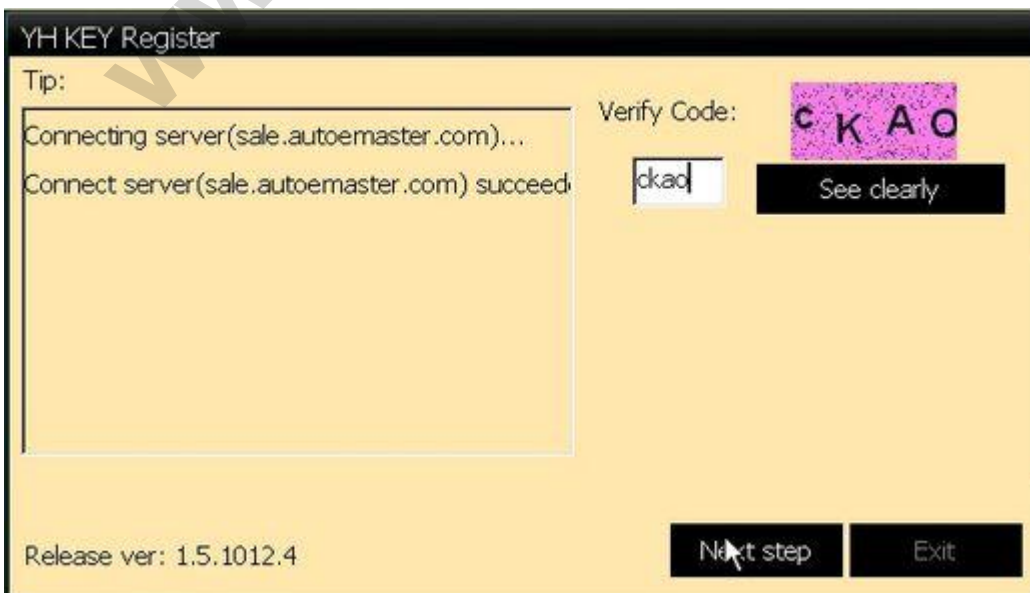 YH KEY Register
Tip:
Connecting server(sale.autoemaster.com)...
Connect server(sale.autoemaster.com) succeed
Verify Code:
c K A O
ckao
See clearly
Release ver: 1.5.1012.4
Next step
Exit